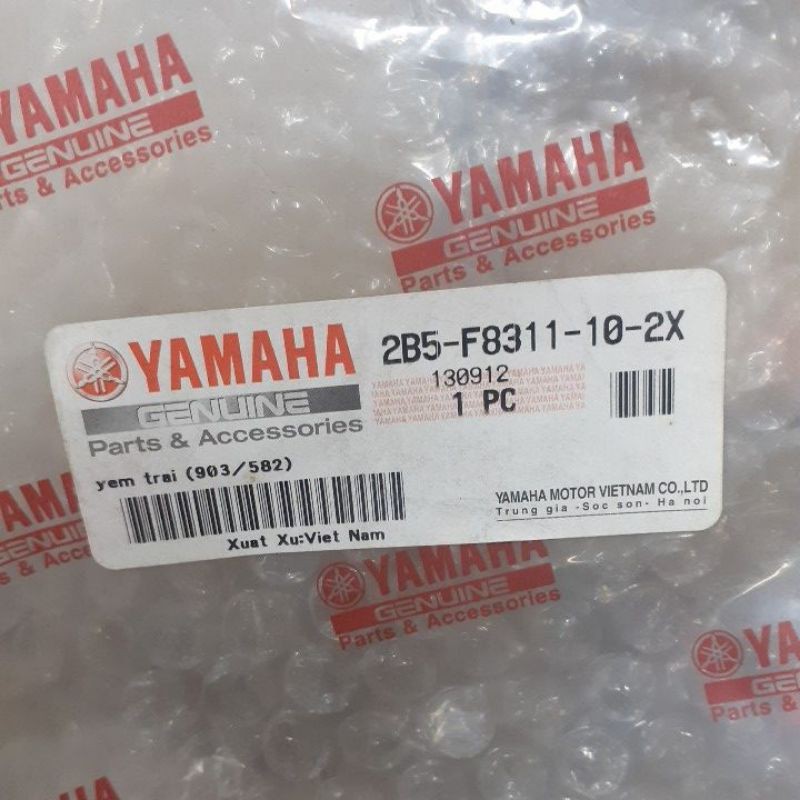 YAMAHA
GENUINE
Parts & Accessories
YAMAHA
GENUINE
Parts & Accessories
YAMAHA
GENUINE
Parts & Accessories
2B5-F8311-10-2X
130912
1 PC
yem trai (903/582)
Xuat Xu:Viet Nam
YAMAHA MOTOR VIETNAM CO.,LTD
Trung gia -Soc son- Ha noi
YAMAHA
GENUINE
Parts & Accessories